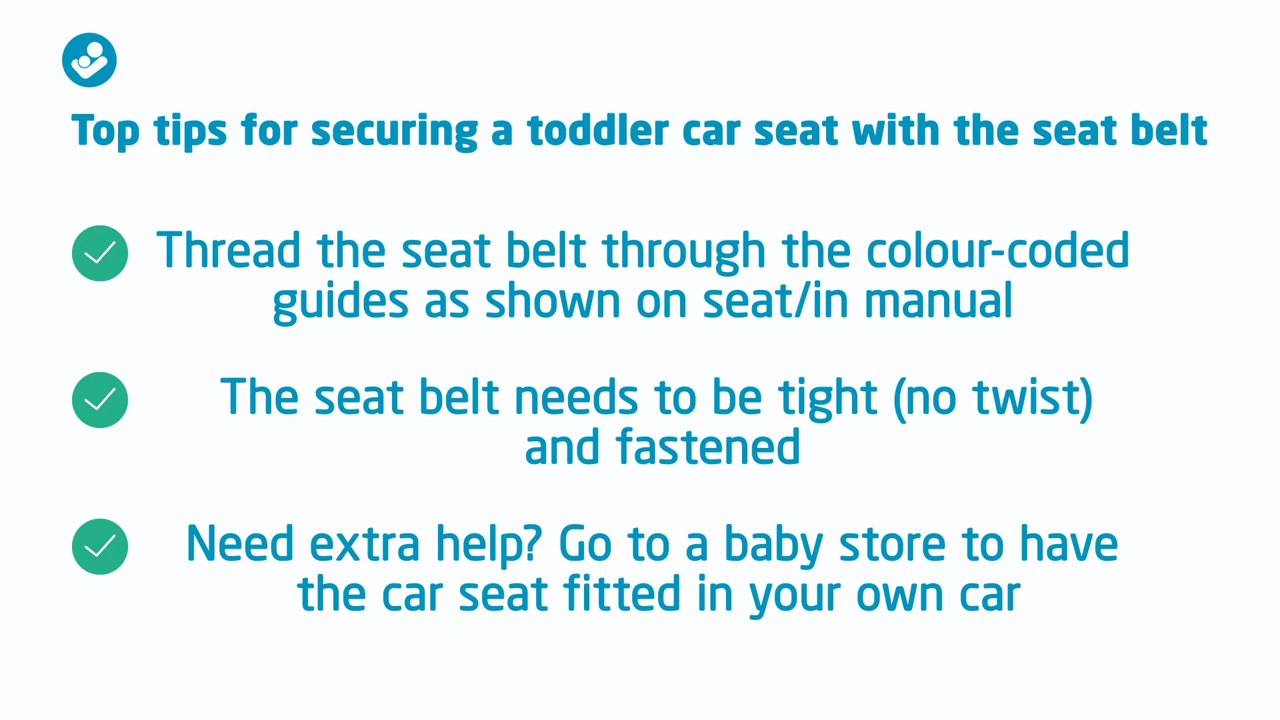 Top tips for securing a toddler car seat with the seat belt
Thread the seat belt through the colour-coded
guides as shown on seat/in manual
The seat belt needs to be tight (no twist)
and fastened
Need extra help? Go to a baby store to have
the car seat fitted in your own car